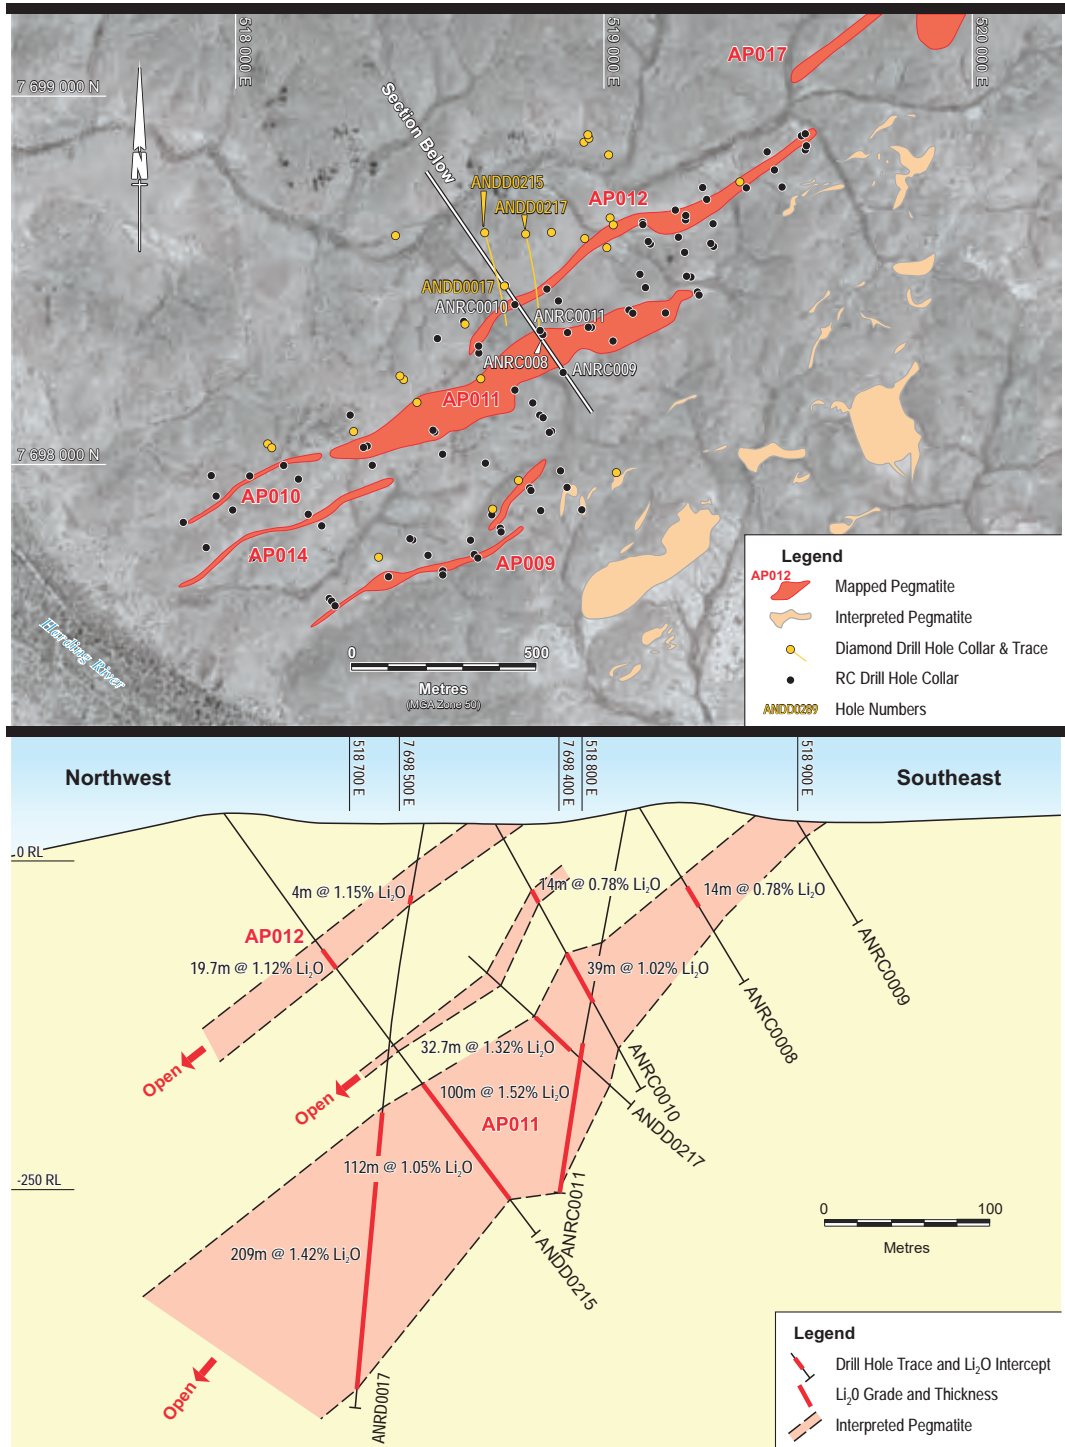 518 000 E
519 000 E
520 000 E
AP017
7 699 000 N
Section Below
N
ANDD0215
AP012
ANDD0217
ANDD0017
ANRC0010
ANRC0011
ANRC008
ANRC009
AP011
7 698 000 N
AP010
AP014
AP009
Harding River
0 500
Metres
(MGA Zone 50)
Legend
AP012
Mapped Pegmatite
Interpreted Pegmatite
Diamond Drill Hole Collar & Trace
RC Drill Hole Collar
ANDD0289 Hole Numbers
Northwest
518 700 E
7 698 500 E
7 698 400 E
518 800 E
518 900 E
Southeast
0 RL
4m @ 1.15% Li₂O
14m @ 0.78% Li₂O
14m @ 0.78% Li₂O
AP012
19.7m @ 1.12% Li₂O
39m @ 1.02% Li₂O
ANRC0009
ANRC0008
32.7m @ 1.32% Li₂O
Open
Open
100m @ 1.52% Li₂O
ANRC0010
AP011
ANDD0217
112m @ 1.05% Li₂O
-250 RL
ANRC0011
209m @ 1.42% Li₂O
ANDD0215
0 100
Metres
Open
ANRD0017
Legend
Drill Hole Trace and Li₂O Intercept
Li₂0 Grade and Thickness
Interpreted Pegmatite